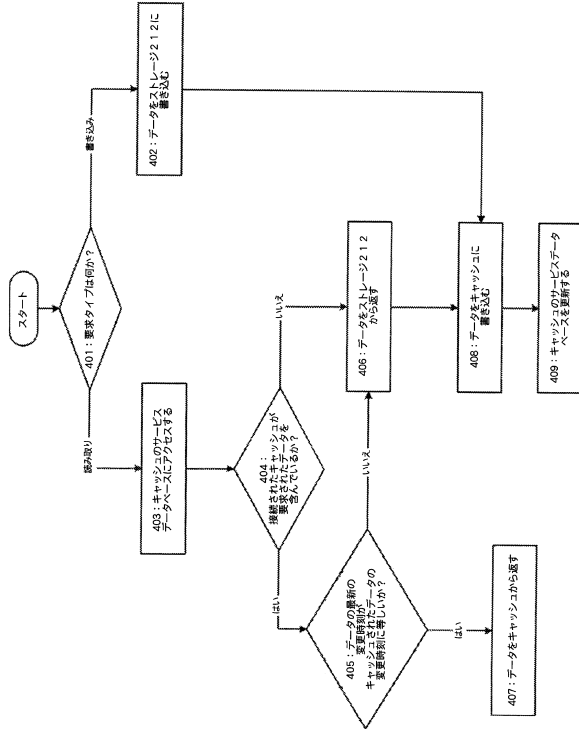 スタート
401：要求タイプは何か？
書き込み
読み取り
402：データをストレージ212に
書き込む
403：キャッシュのサービス
データベースにアクセスする
404：
接続されたキャッシュが
要求されたデータを
含んでいるか？
いいえ
はい
405：データの最新の
変更時刻が
キャッシュされたデータの
変更時刻に等しいか？
いいえ
はい
406：データをストレージ212
から返す
407：データをキャッシュから返す
408：データをキャッシュに
書き込む
409：キャッシュのサービスデータ
ベースを更新する